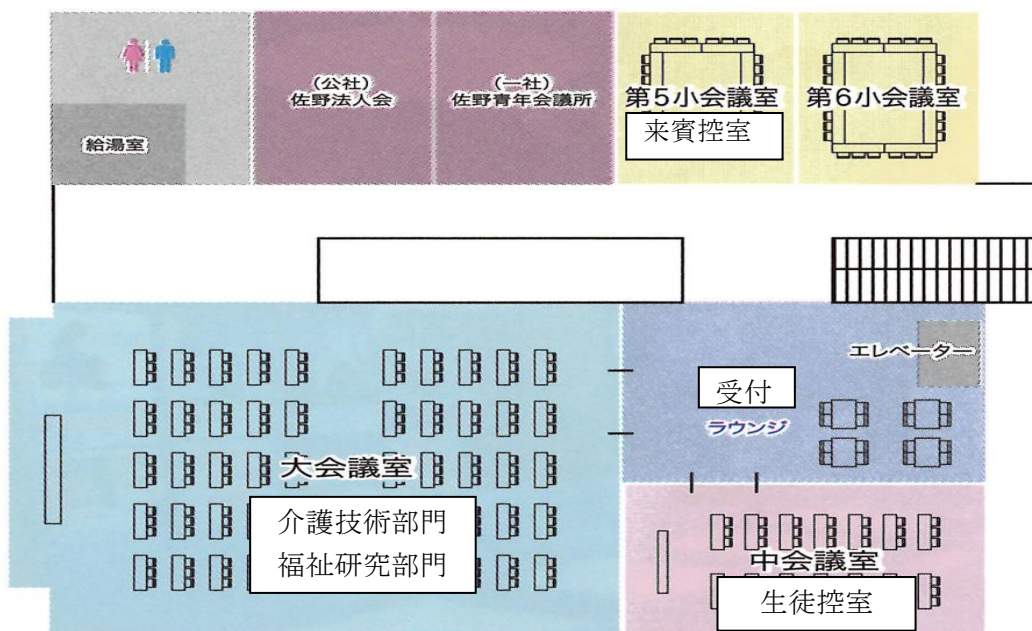 給湯室
(公社)
佐野法人会
(一社)
佐野青年会議所
第5小会議室
来賓控室
第6小会議室
エレベーター
受付
ラウンジ
大会議室
介護技術部門
福祉研究部門
中会議室
生徒控室